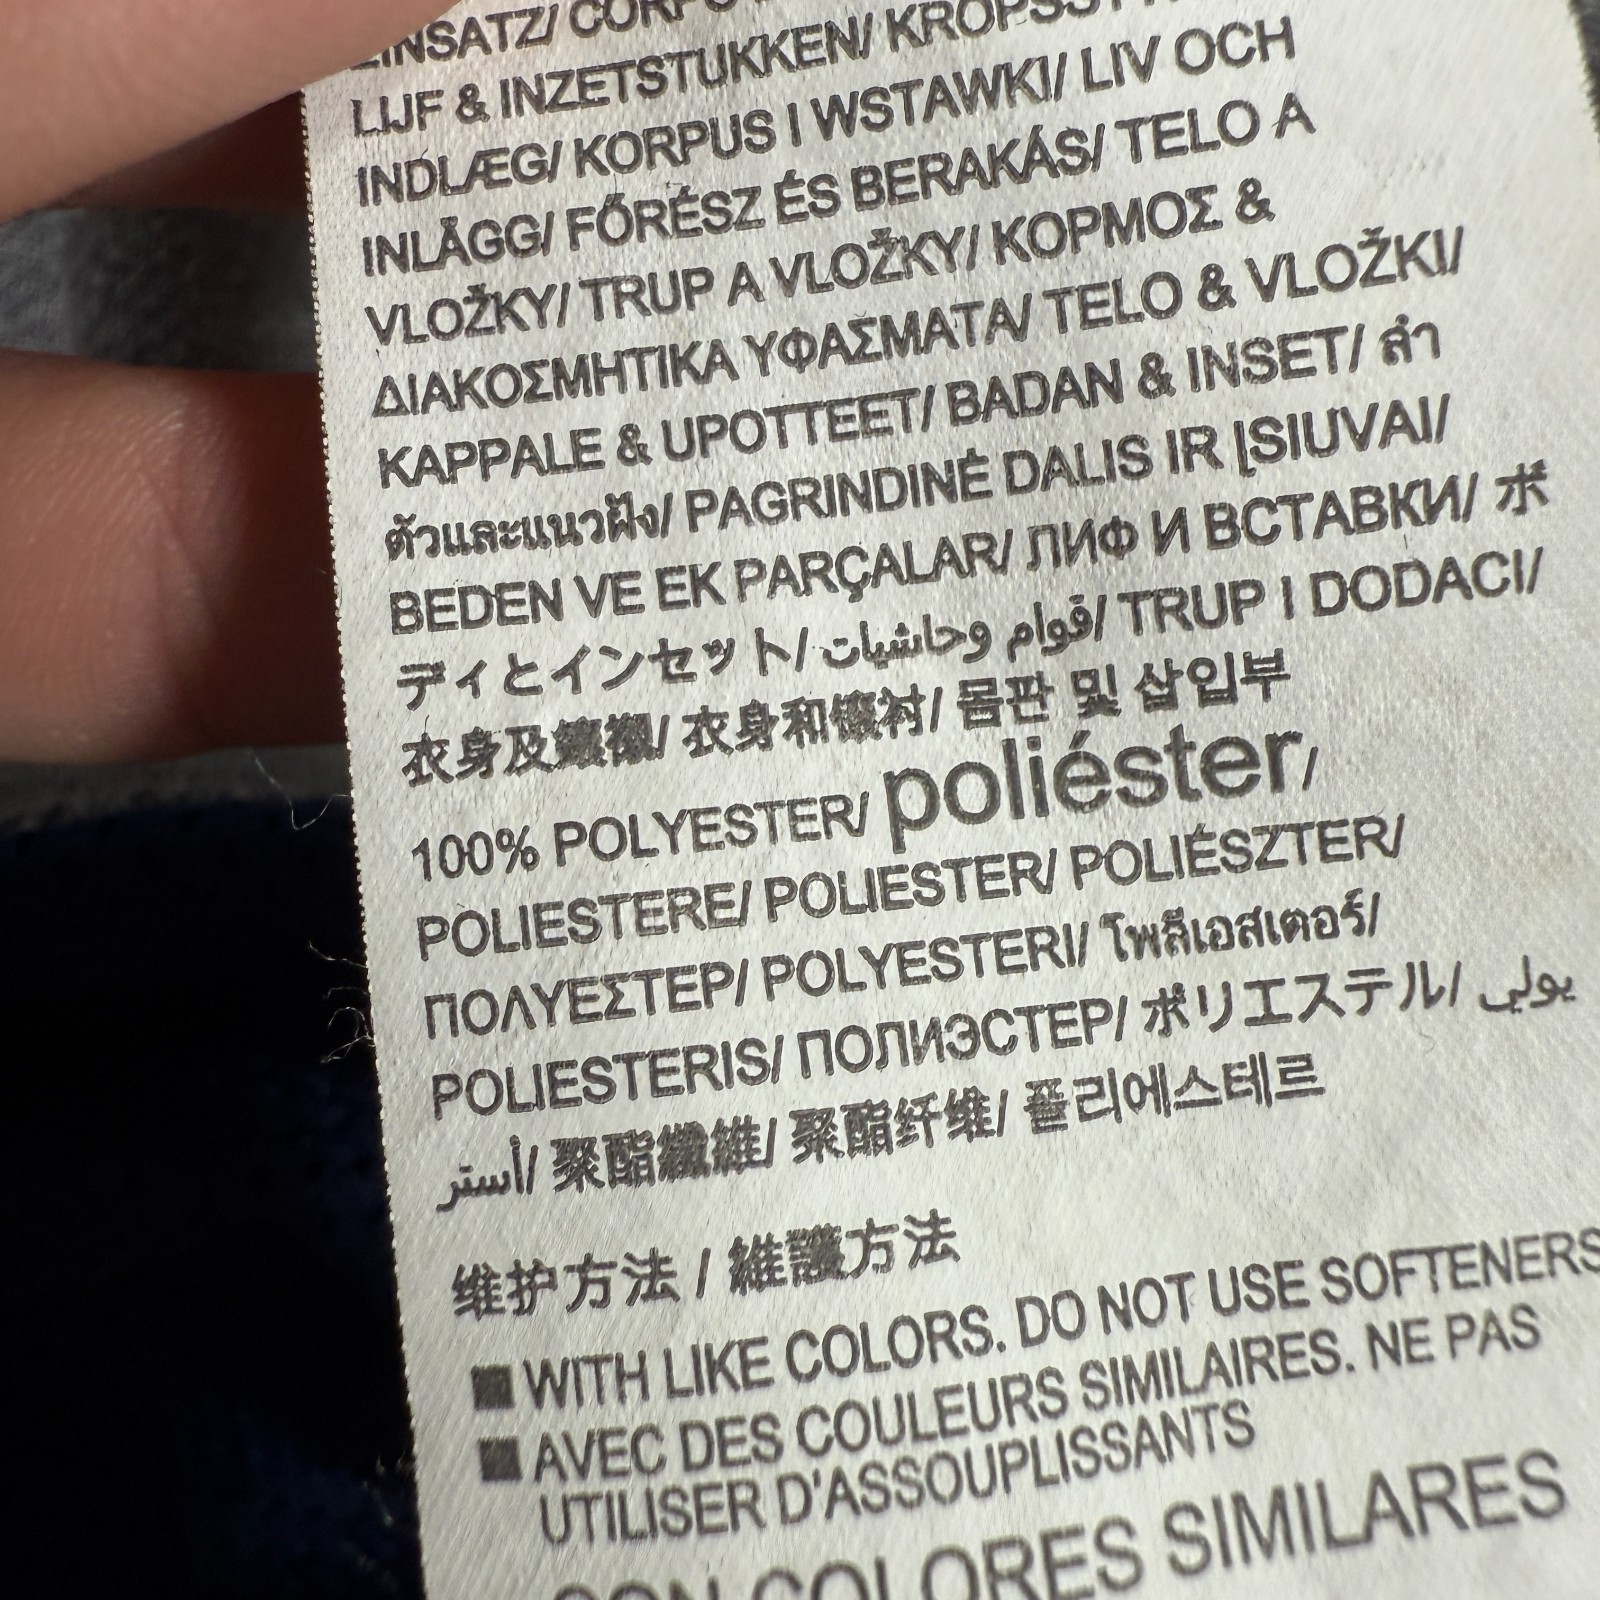 EINSATZ/
LIJF & INZETSTUKKEN/
INDLÆG/ KORPUS I WSTAWKI/ LIV OCH
INLÄGG/ FŐRÉSZ ÉS BERAKÁS/ TELO A
VLOŽKY/ TRUP A VLOŽKY/ ΚΟΡΜΟΣ &
ΔΙΑΚΟΣΜΗΤΙΚΑ ΥΦΑΣΜΑΤΑ/ TELO & VLOŽKI/
KAPPALE & UPOTTEET/ BADAN & INSET/ ลำ
ตัวและแนวฝัง/ PAGRINDINĖ DALIS IR ĮSIUVAI/
BEDEN VE EK PARÇALAR/ ЛИФ И ВСТАВКИ/ ボ
ディとインセット/ قوام وحاشيات/ TRUP I DODACI/
衣身及鑲襯/ 衣身和镶衬/ 몸판 및 삽입부
100% POLYESTER/ poliéster/
POLIESTERE/ POLIESTER/ POLIÉSZTER/
ΠΟΛΥΕΣΤΕΡ/ POLYESTERI/ โพลีเอสเตอร์/
POLIESTERIS/ ПОЛИЭСТЕР/ ポリエステル/ بولي
أستر/ 聚酯纖維/ 聚酯纤维/ 폴리에스테르
维护方法 / 維護方法
■ WITH LIKE COLORS. DO NOT USE SOFTENERS
■ AVEC DES COULEURS SIMILAIRES. NE PAS
UTILISER D'ASSOUPLISSANTS
CON COLORES SIMILARES